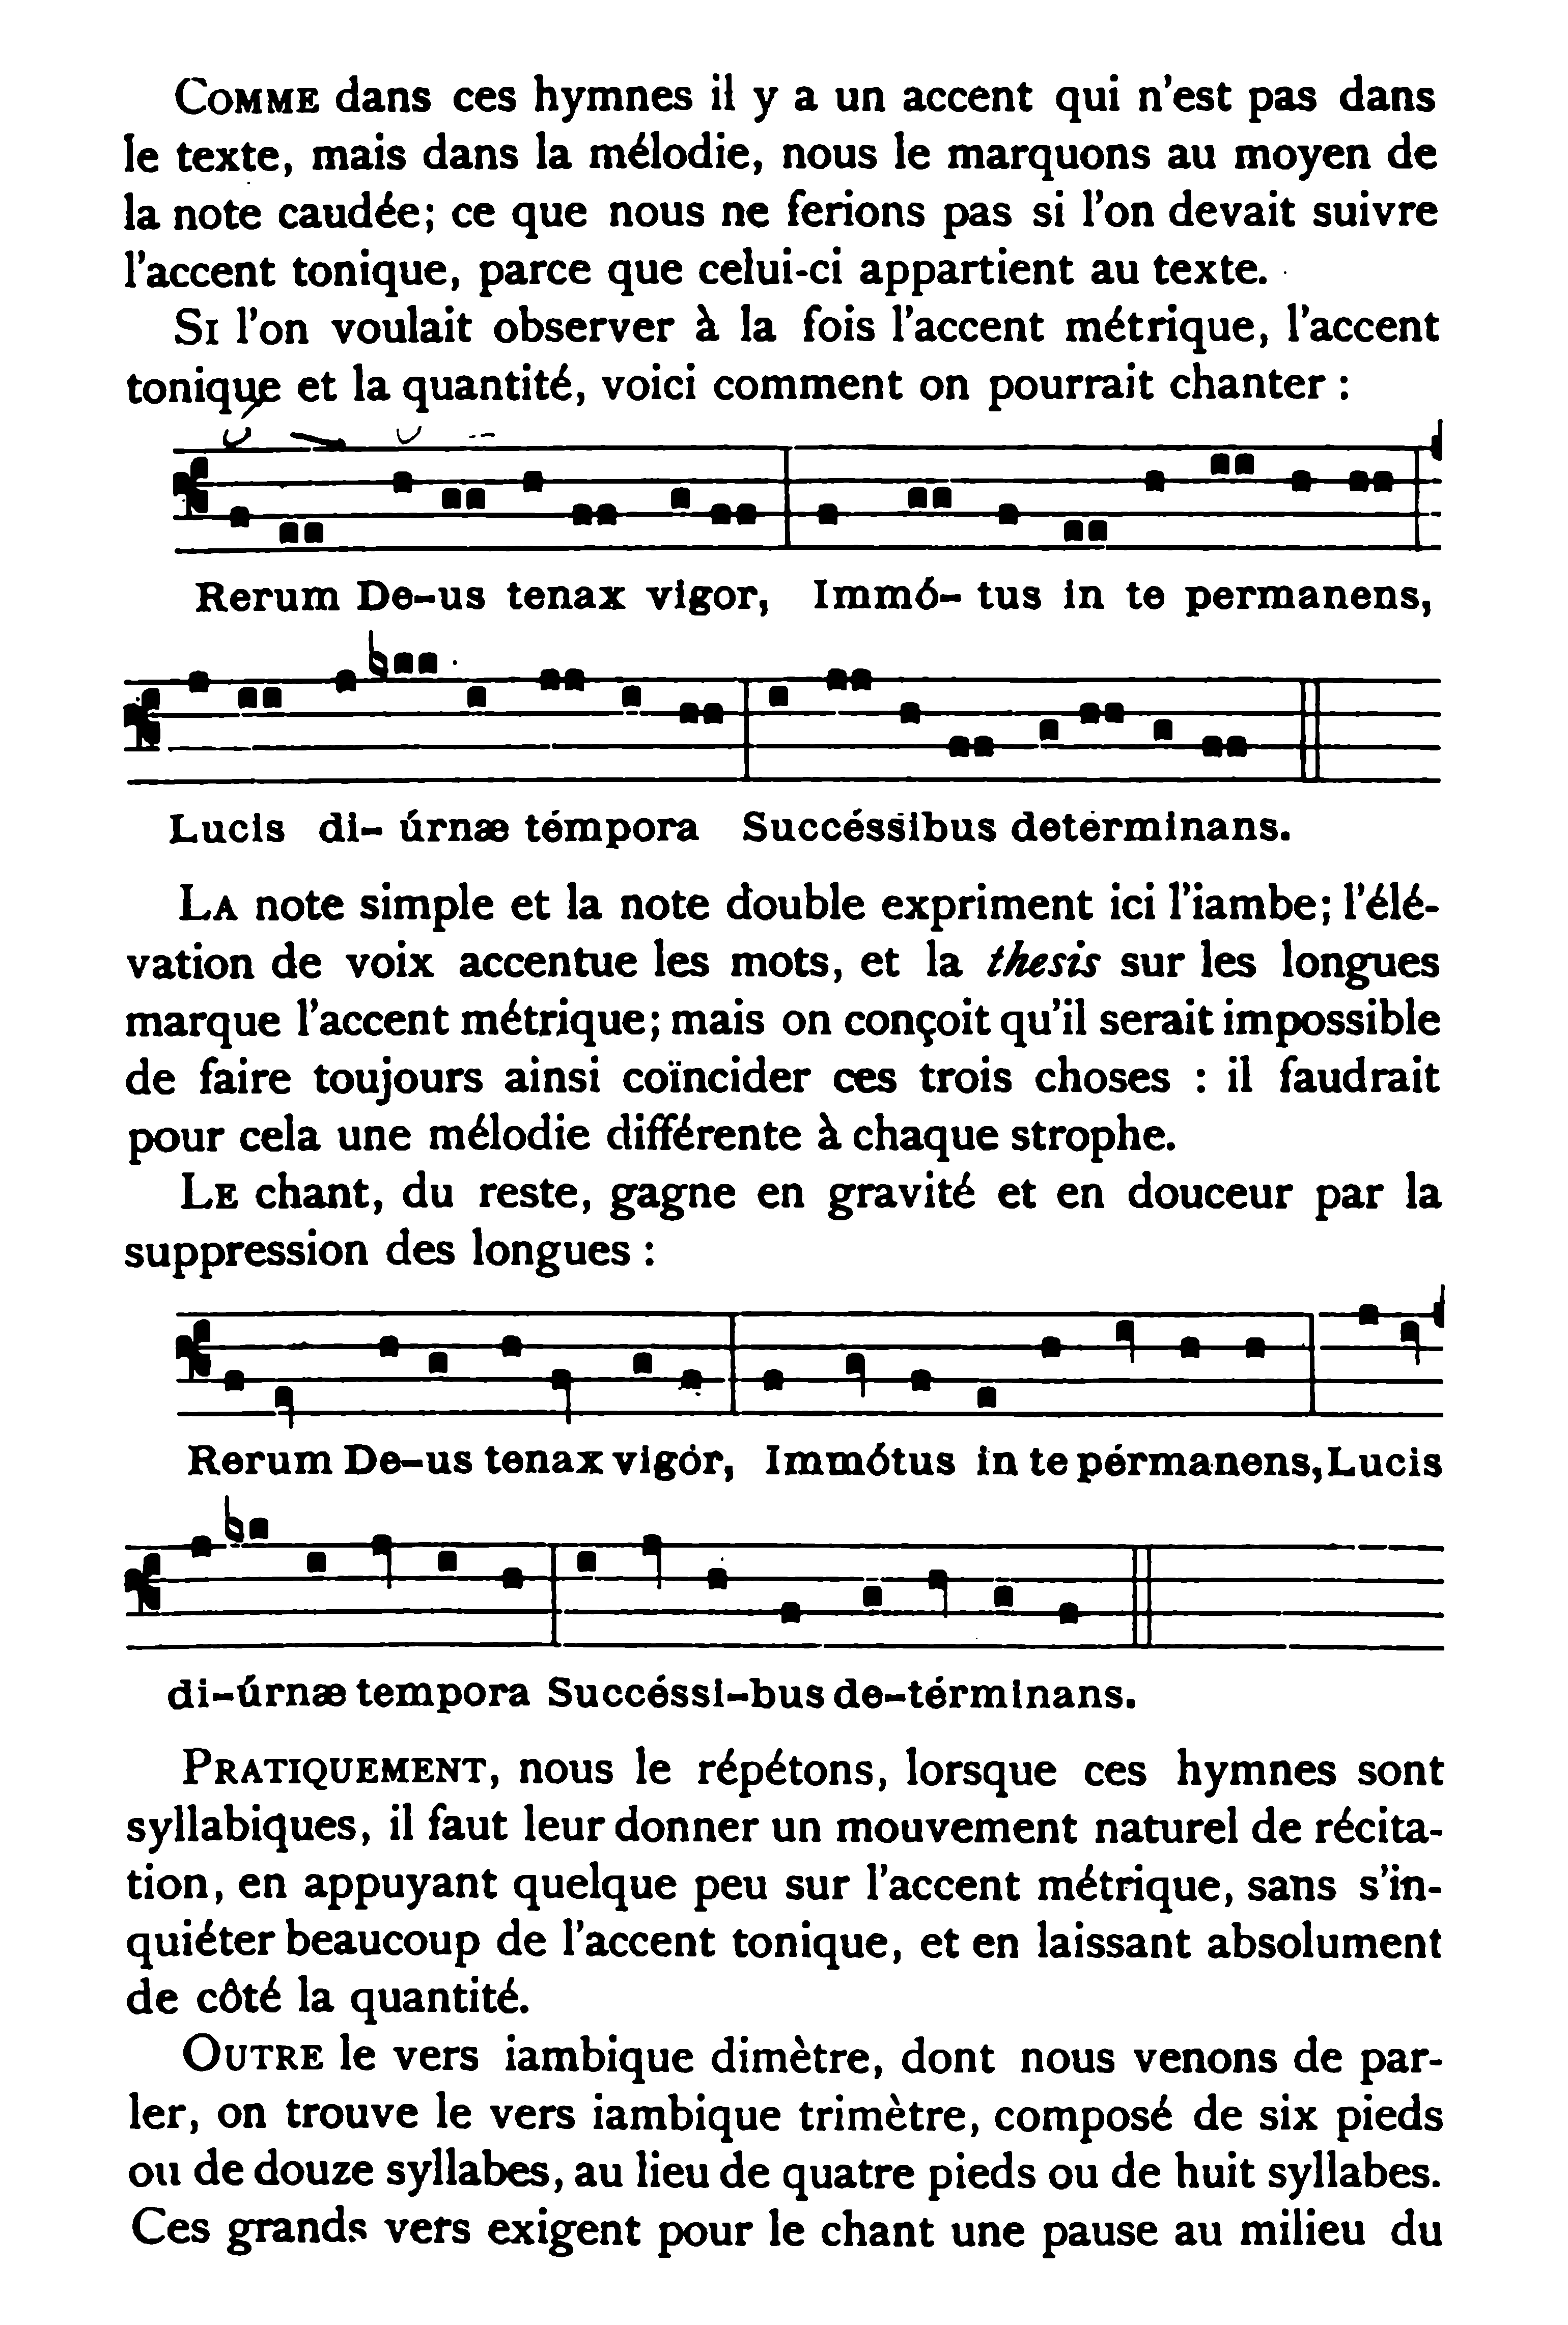 COMME dans ces hymnes il y a un accent qui n'est pas dans
le texte, mais dans la mélodie, nous le marquons au moyen de
la note caudée; ce que nous ne ferions pas si l'on devait suivre
l'accent tonique, parce que celui-ci appartient au texte.
SI l'on voulait observer à la fois l'accent métrique, l'accent
tonique et la quantité, voici comment on pourrait chanter :
Rerum De-us tenax vigor, Immó- tus in te permanens,
Lucis di- úrnæ témpora Succéssibus detérminans.
LA note simple et la note double expriment ici l'iambe; l'élé-
vation de voix accentue les mots, et la thesis sur les longues
marque l'accent métrique; mais on conçoit qu'il serait impossible
de faire toujours ainsi coïncider ces trois choses : il faudrait
pour cela une mélodie différente à chaque strophe.
LE chant, du reste, gagne en gravité et en douceur par la
suppression des longues :
Rerum De-us tenax vigór, Immótus in te pérmanens, Lucis
di-úrnæ tempora Succéssi-bus de-términans.
PRATIQUEMENT, nous le répétons, lorsque ces hymnes sont
syllabiques, il faut leur donner un mouvement naturel de récita-
tion, en appuyant quelque peu sur l'accent métrique, sans s'in-
quiéter beaucoup de l'accent tonique, et en laissant absolument
de côté la quantité.
OUTRE le vers iambique dimètre, dont nous venons de par-
ler, on trouve le vers iambique trimètre, composé de six pieds
ou de douze syllabes, au lieu de quatre pieds ou de huit syllabes.
Ces grands vers exigent pour le chant une pause au milieu du